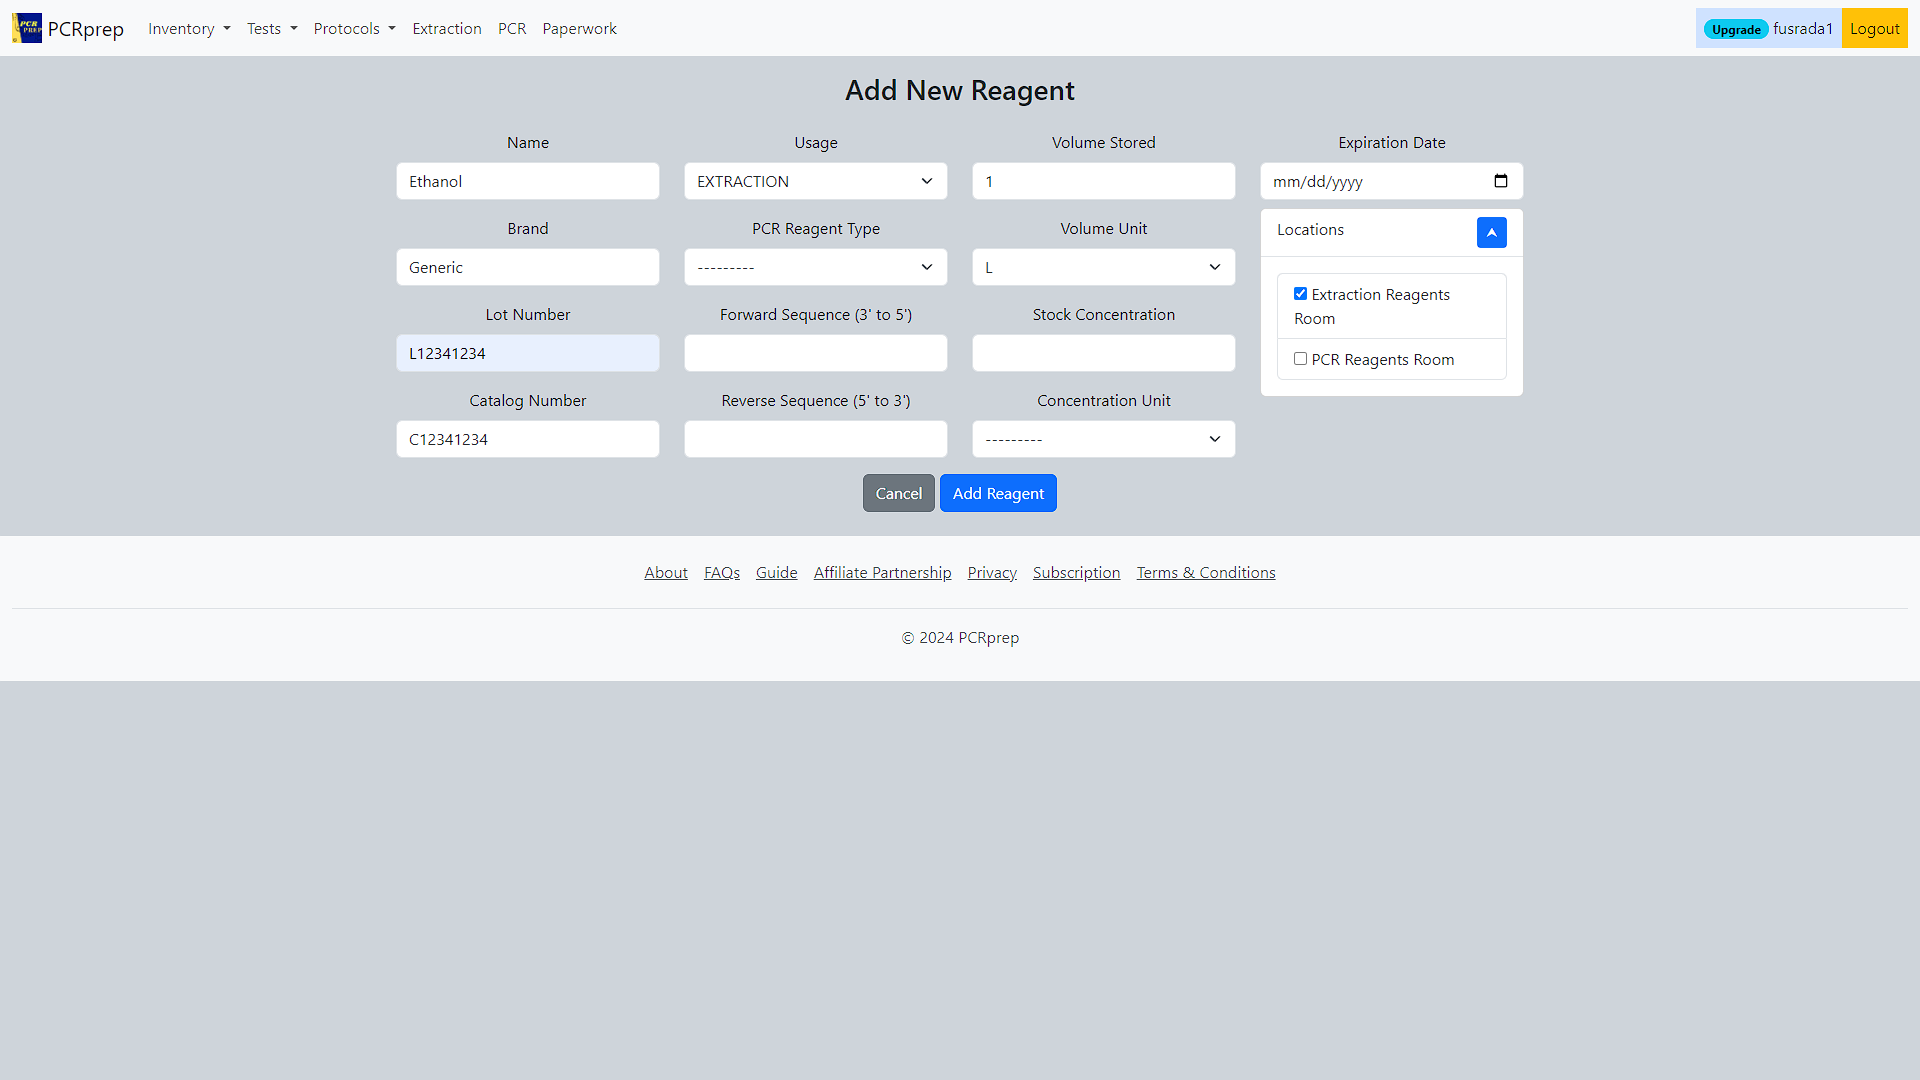 PCR PREP PCRprep Inventory Tests Protocols Extraction PCR Paperwork Upgrade fusrada1 Logout
Add New Reagent
Name Usage Volume Stored Expiration Date
Ethanol EXTRACTION 1 mm/dd/yyyy
Brand PCR Reagent Type Volume Unit Locations
Generic --------- L
Extraction Reagents Room
Lot Number Forward Sequence (3' to 5') Stock Concentration
L12341234 PCR Reagents Room
Catalog Number Reverse Sequence (5' to 3') Concentration Unit
C12341234 ---------
Cancel Add Reagent
About FAQs Guide Affiliate Partnership Privacy Subscription Terms & Conditions
© 2024 PCRprep